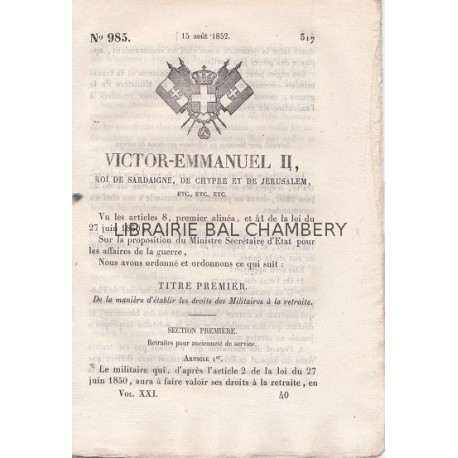 Nº 985. 15 août 1852. 517
VICTOR-EMMANUEL II,
ROI DE SARDAIGNE, DE CHYPRE ET DE JERUSALEM,
ETC., ETC., ETC.
Vu les articles 8, premier alinéa, et 41 de la loi du
27 juin 1850
LIBRAIRIE BAL CHAMBERY
Sur la proposition du Ministre Secrétaire d'État pour
les affaires de la guerre,
Nous avons ordonné et ordonnons ce qui suit :
TITRE PREMIER.
De la manière d'établir les droits des Militaires à la retraite.
SECTION PREMIÈRE.
Retraites pour ancienneté de service.
ARTICLE 1er.
Le militaire qui, d'après l'article 2 de la loi du 27
juin 1850, aura à faire valoir ses droits à la retraite, en
VOL. XXI. 40